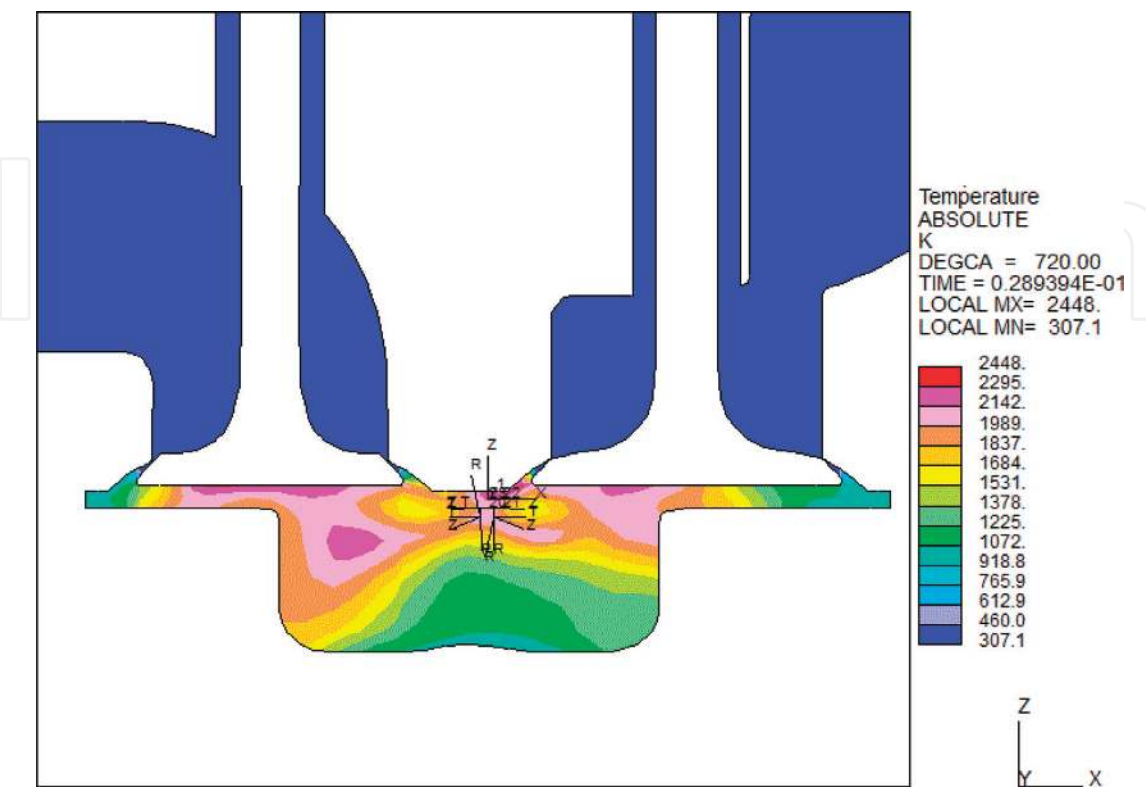 Temperature
ABSOLUTE
K
DEGCA = 720.00
TIME = 0.289394E-01
LOCAL MX= 2448.
LOCAL MN= 307.1
2448.
2295.
2142.
1989.
1837.
1684.
1531.
1378.
1225.
1072.
918.8
765.9
612.9
460.0
307.1
Z
R
X
T
T
Z
Z
R
R
Z
Y X